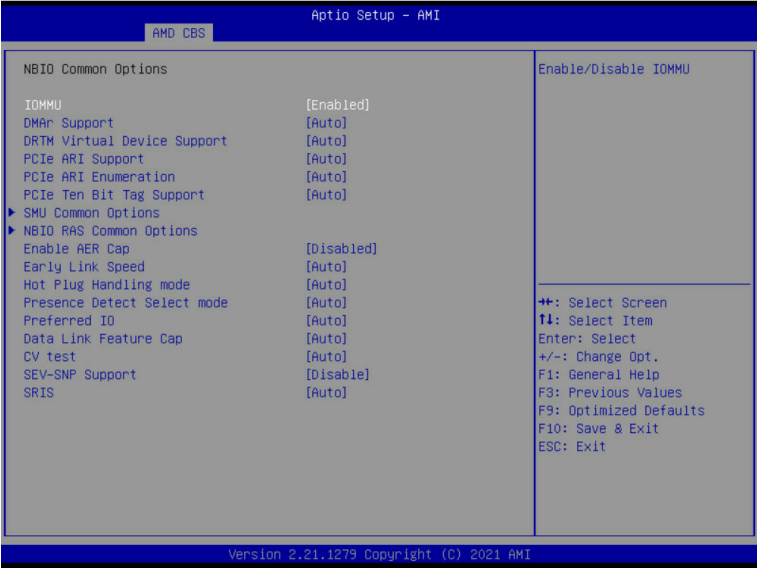 Aptio Setup - AMI
AMD CBS
NBIO Common Options
IOMMU [Enabled]
DMAr Support [Auto]
DRTM Virtual Device Support [Auto]
PCIe ARI Support [Auto]
PCIe ARI Enumeration [Auto]
PCIe Ten Bit Tag Support [Auto]
SMU Common Options
NBIO RAS Common Options
Enable AER Cap [Disabled]
Early Link Speed [Auto]
Hot Plug Handling mode [Auto]
Presence Detect Select mode [Auto]
Preferred IO [Auto]
Data Link Feature Cap [Auto]
CV test [Auto]
SEV-SNP Support [Disable]
SRIS [Auto]
Enable/Disable IOMMU
→←: Select Screen
↑↓: Select Item
Enter: Select
+/-: Change Opt.
F1: General Help
F3: Previous Values
F9: Optimized Defaults
F10: Save & Exit
ESC: Exit
Version 2.21.1279 Copyright (C) 2021 AMI